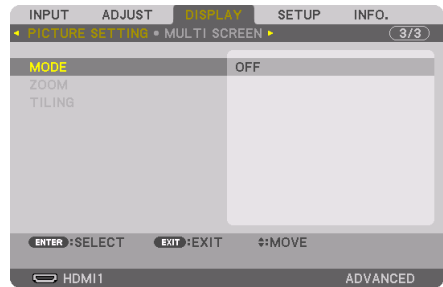 INPUT ADJUST DISPLAY SETUP INFO.
PICTURE SETTING • MULTI SCREEN 3/3
MODE OFF
ZOOM
TILING
ENTER :SELECT EXIT :EXIT :MOVE
HDMI1 ADVANCED